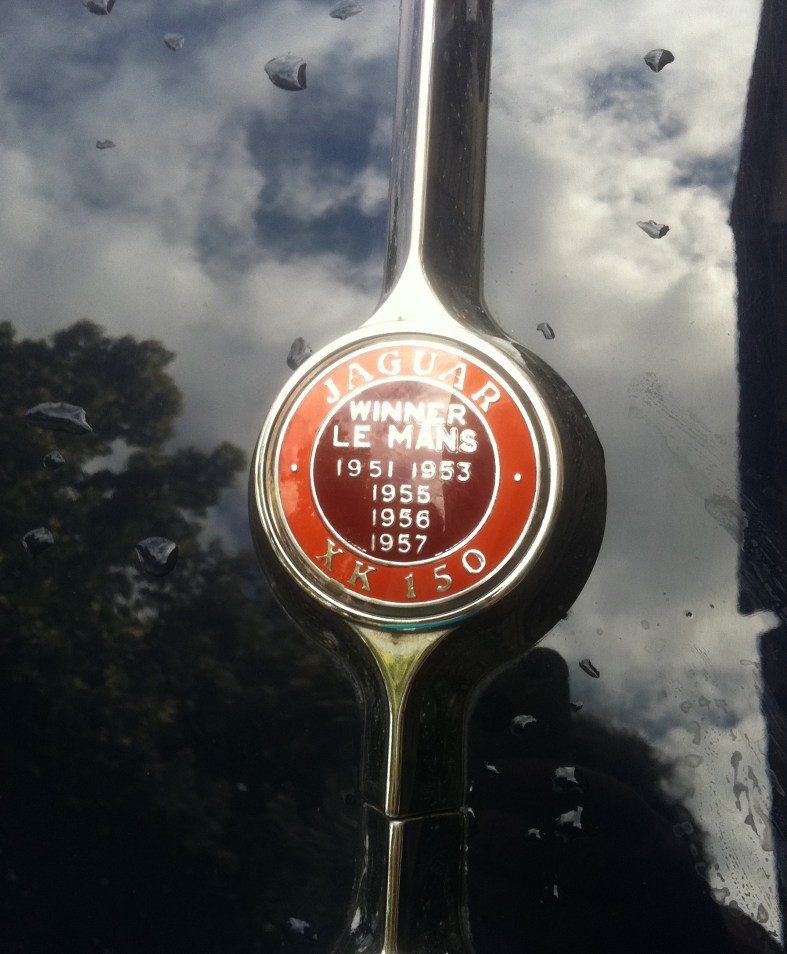 JAGUAR
WINNER
LE MANS
1951 1953
1955
1956
1957
XK 150